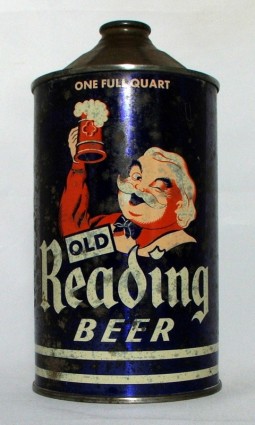 ONE FULL QUART
OLD
Reading
BEER